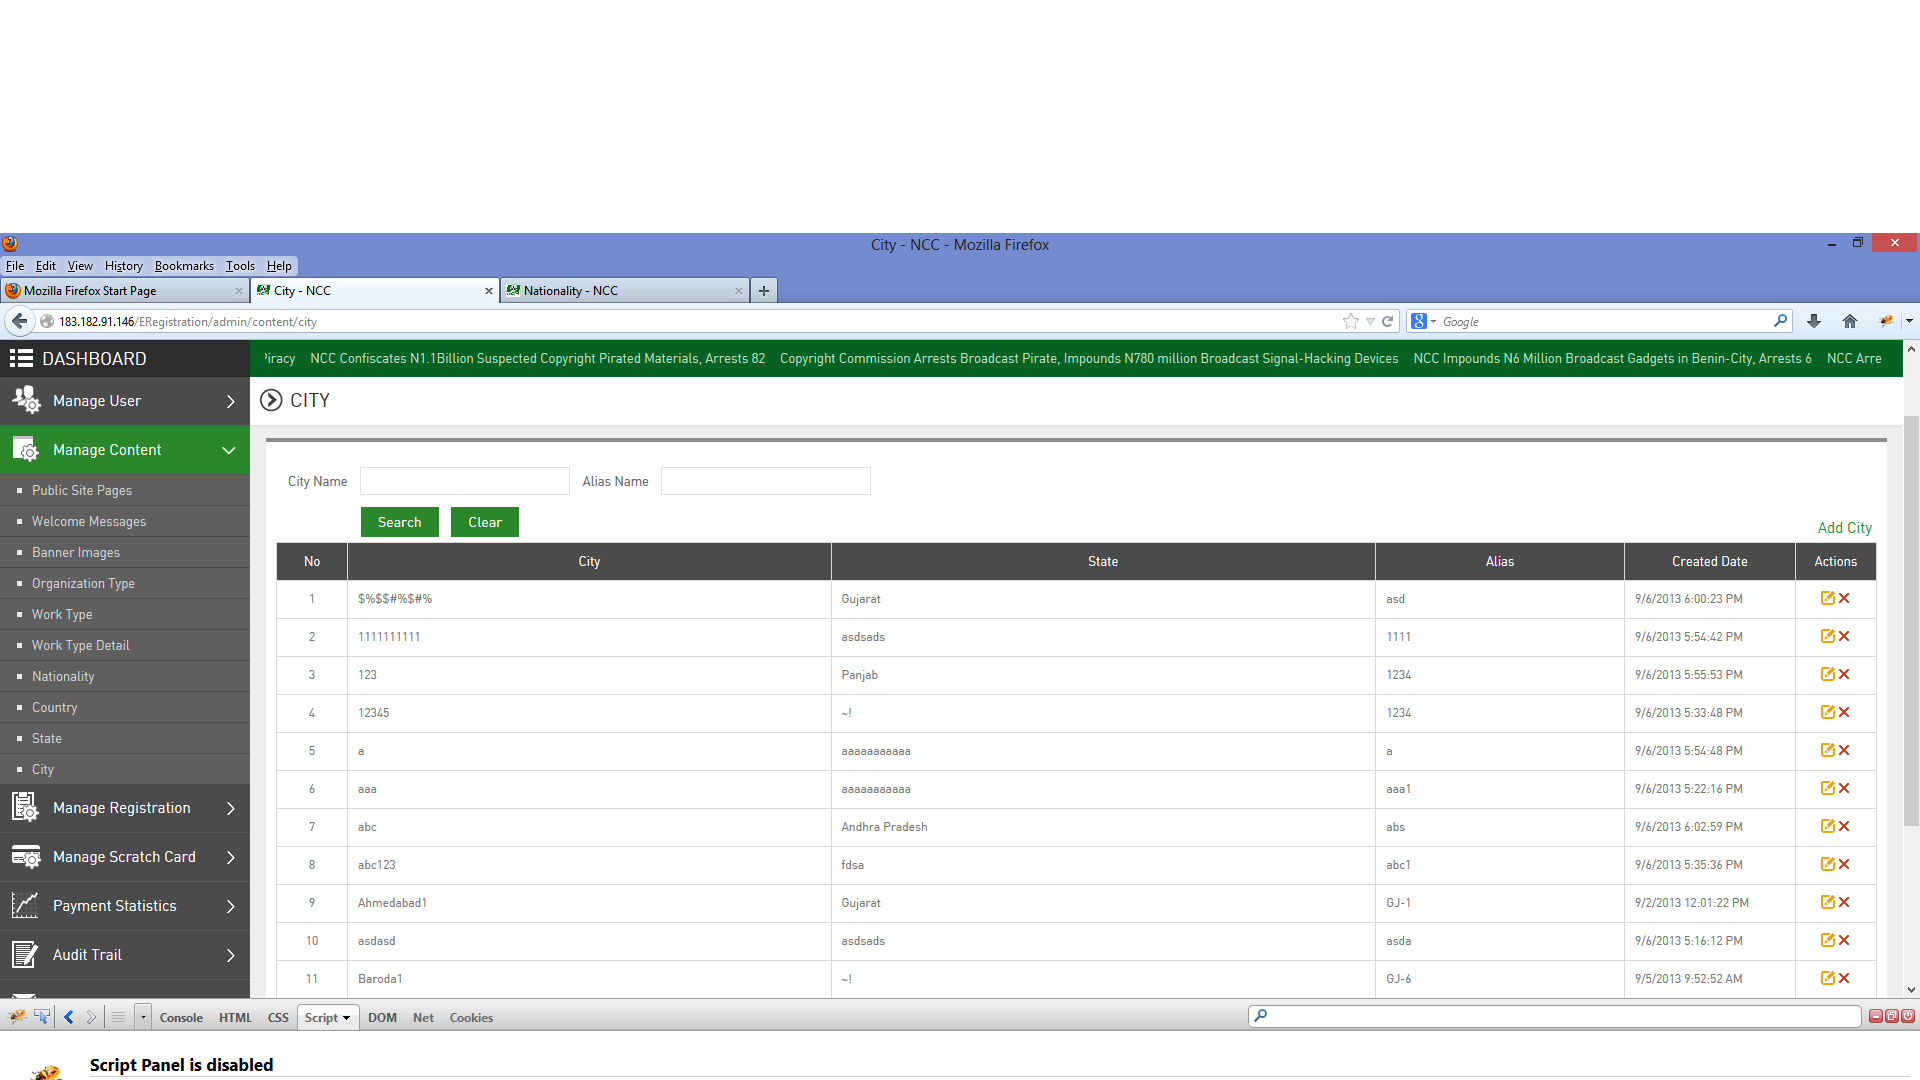 City - NCC - Mozilla Firefox
File Edit View History Bookmarks Tools Help
Mozilla Firefox Start Page
City - NCC
Nationality - NCC
183.182.91.146/ERegistration/admin/content/city
Google
DASHBOARD
Piracy NCC Confiscates N1.1Billion Suspected Copyright Pirated Materials, Arrests 82 Copyright Commission Arrests Broadcast Pirate, Impounds N780 million Broadcast Signal-Hacking Devices NCC Impounds N6 Million Broadcast Gadgets in Benin-City, Arrests 6 NCC Arre
Manage User
Manage Content
Public Site Pages
Welcome Messages
Banner Images
Organization Type
Work Type
Work Type Detail
Nationality
Country
State
City
Manage Registration
Manage Scratch Card
Payment Statistics
Audit Trail
CITY
City Name Alias Name
Search Clear
Add City
No City State Alias Created Date Actions
1 $%$$#%$#% Gujarat asd 9/6/2013 6:00:23 PM
2 1111111111 asdsads 1111 9/6/2013 5:54:42 PM
3 123 Panjab 1234 9/6/2013 5:55:53 PM
4 12345 ~! 1234 9/6/2013 5:33:48 PM
5 a aaaaaaaaaaa a 9/6/2013 5:54:48 PM
6 aaa aaaaaaaaaaa aaa1 9/6/2013 5:22:16 PM
7 abc Andhra Pradesh abs 9/6/2013 6:02:59 PM
8 abc123 fdsa abc1 9/6/2013 5:35:36 PM
9 Ahmedabad1 Gujarat GJ-1 9/2/2013 12:01:22 PM
10 asdasd asdsads asda 9/6/2013 5:16:12 PM
11 Baroda1 ~! GJ-6 9/5/2013 9:52:52 AM
Console HTML CSS Script DOM Net Cookies
Script Panel is disabled